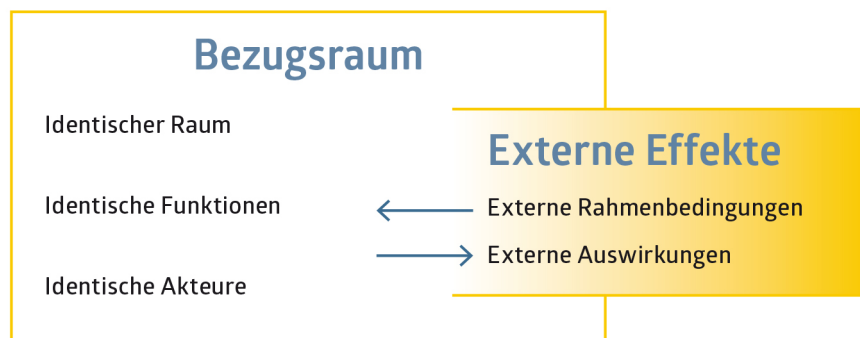 Bezugsraum
Identischer Raum
Identische Funktionen
Identische Akteure
Externe Effekte
Externe Rahmenbedingungen
Externe Auswirkungen